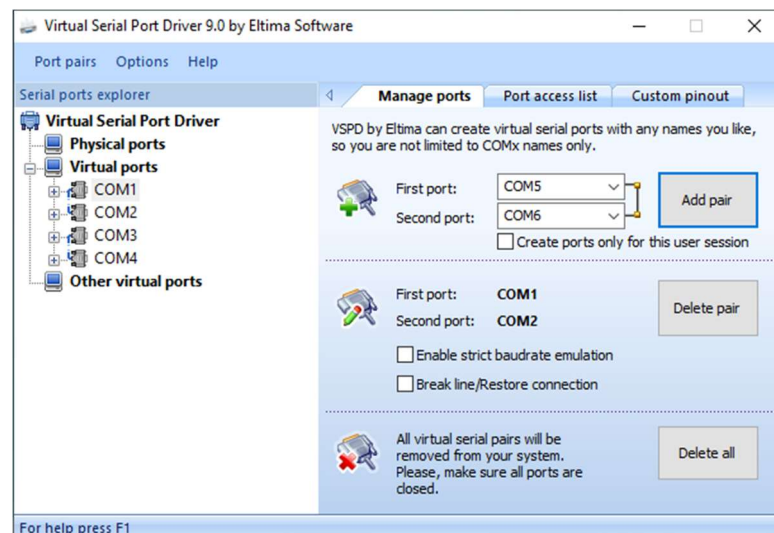 Virtual Serial Port Driver 9.0 by Eltima Software
Port pairs Options Help
Serial ports explorer
Virtual Serial Port Driver
Physical ports
Virtual ports
COM1
COM2
COM3
COM4
Other virtual ports
Manage ports Port access list Custom pinout
VSPD by Eltima can create virtual serial ports with any names you like,
so you are not limited to COMx names only.
First port: COM5
Second port: COM6
Add pair
Create ports only for this user session
First port: COM1
Second port: COM2
Delete pair
Enable strict baudrate emulation
Break line/Restore connection
All virtual serial pairs will be
removed from your system.
Please, make sure all ports are
closed.
Delete all
For help press F1